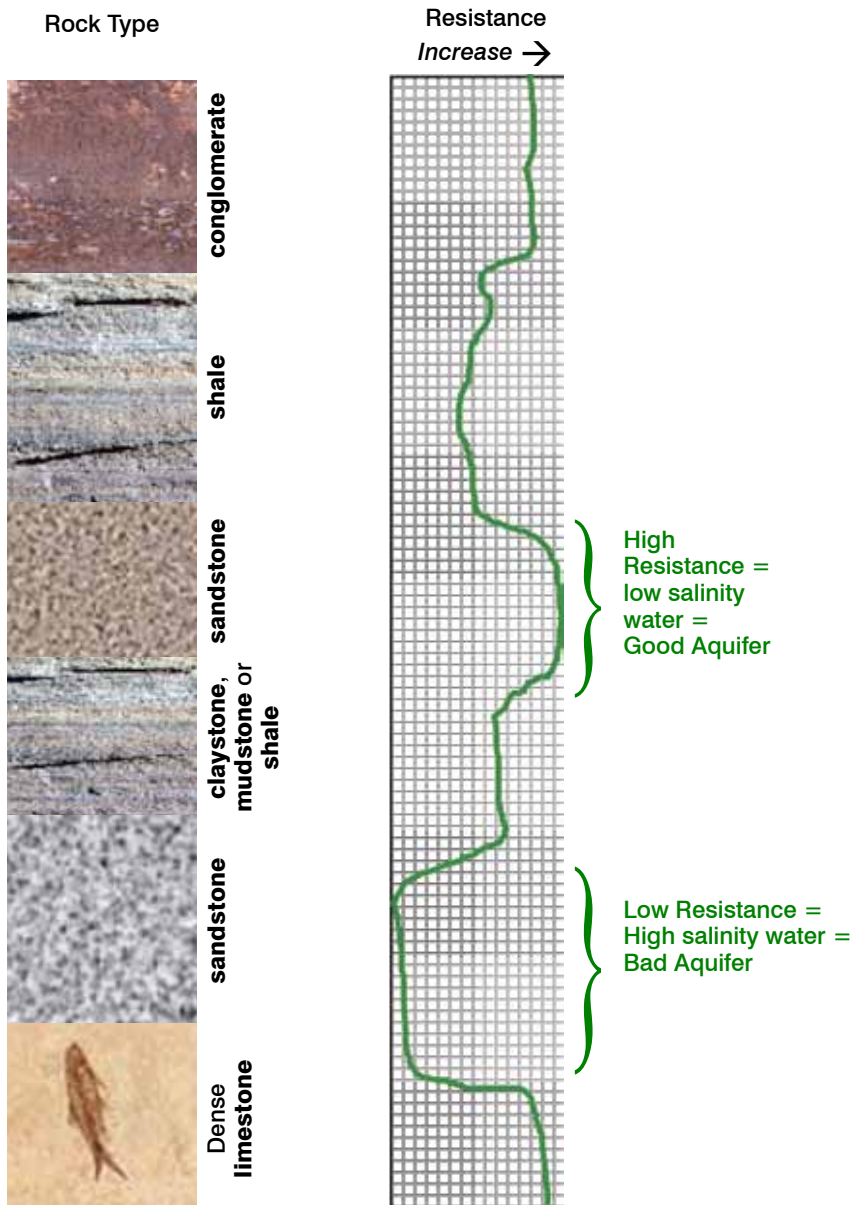 Rock Type
Resistance
Increase →
conglomerate
shale
sandstone
claystone,
mudstone or
shale
sandstone
Dense
limestone
High
Resistance =
low salinity
water =
Good Aquifer
Low Resistance =
High salinity water =
Bad Aquifer